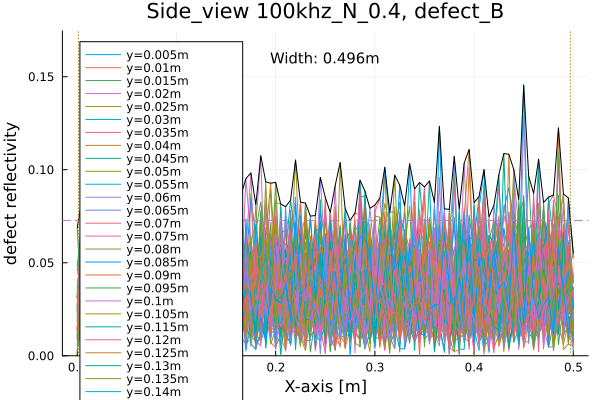 Side_view 100khz_N_0.4, defect_B
Width: 0.496m
defect reflectivity
0.15
0.10
0.05
0.00
y=0.005m
y=0.01m
y=0.015m
y=0.02m
y=0.025m
y=0.03m
y=0.035m
y=0.04m
y=0.045m
y=0.05m
y=0.055m
y=0.06m
y=0.065m
y=0.07m
y=0.075m
y=0.08m
y=0.085m
y=0.09m
y=0.095m
y=0.1m
y=0.105m
y=0.115m
y=0.12m
y=0.125m
y=0.13m
y=0.135m
y=0.14m
0.2 0.3 0.4 0.5
X-axis [m]